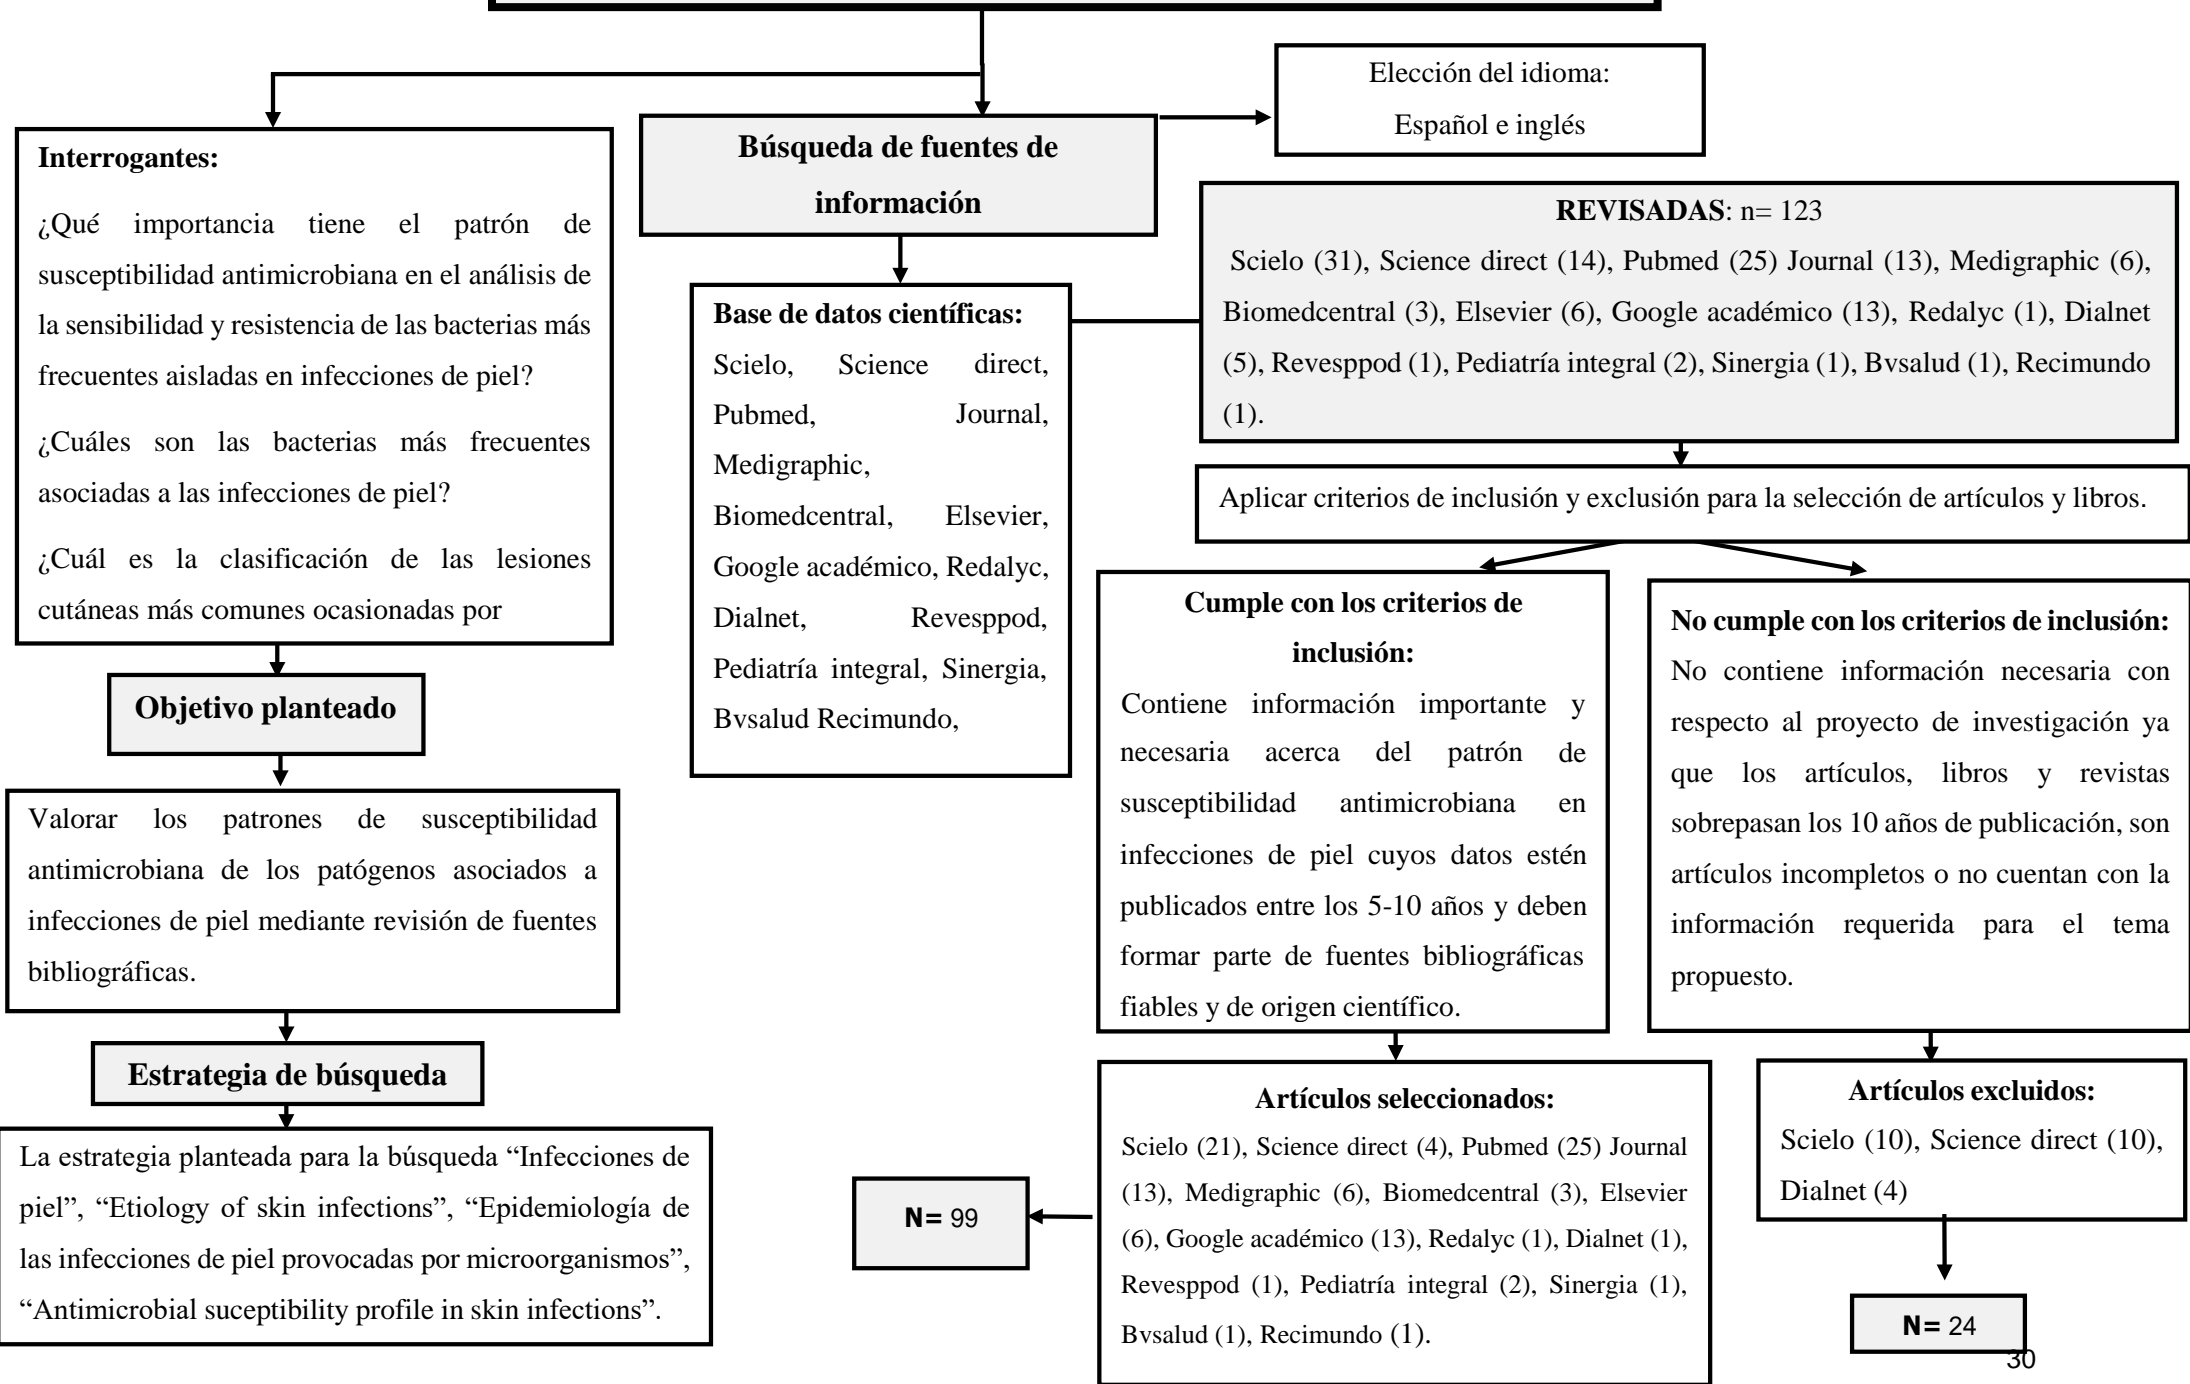 Elección del idioma:
Español e inglés
Interrogantes:
¿Qué importancia tiene el patrón de
susceptibilidad antimicrobiana en el análisis de
la sensibilidad y resistencia de las bacterias más
frecuentes aisladas en infecciones de piel?
¿Cuáles son las bacterias más frecuentes
asociadas a las infecciones de piel?
¿Cuál es la clasificación de las lesiones
cutáneas más comunes ocasionadas por
Objetivo planteado
Valorar los patrones de susceptibilidad
antimicrobiana de los patógenos asociados a
infecciones de piel mediante revisión de fuentes
bibliográficas.
Estrategia de búsqueda
La estrategia planteada para la búsqueda “Infecciones de
piel”, “Etiology of skin infections”, “Epidemiología de
las infecciones de piel provocadas por microorganismos”,
“Antimicrobial suceptibility profile in skin infections”.
Búsqueda de fuentes de
información
Base de datos científicas:
Scielo, Science direct,
Pubmed, Journal,
Medigraphic,
Biomedcentral, Elsevier,
Google académico, Redalyc,
Dialnet, Revesppod,
Pediatría integral, Sinergia,
Bvsalud Recimundo,
REVISADAS: n= 123
Scielo (31), Science direct (14), Pubmed (25) Journal (13), Medigraphic (6),
Biomedcentral (3), Elsevier (6), Google académico (13), Redalyc (1), Dialnet
(5), Revesppod (1), Pediatría integral (2), Sinergia (1), Bvsalud (1), Recimundo
(1).
Aplicar criterios de inclusión y exclusión para la selección de artículos y libros.
Cumple con los criterios de
inclusión:
Contiene información importante y
necesaria acerca del patrón de
susceptibilidad antimicrobiana en
infecciones de piel cuyos datos estén
publicados entre los 5-10 años y deben
formar parte de fuentes bibliográficas
fiables y de origen científico.
No cumple con los criterios de inclusión:
No contiene información necesaria con
respecto al proyecto de investigación ya
que los artículos, libros y revistas
sobrepasan los 10 años de publicación, son
artículos incompletos o no cuentan con la
información requerida para el tema
propuesto.
Artículos seleccionados:
Scielo (21), Science direct (4), Pubmed (25) Journal
(13), Medigraphic (6), Biomedcentral (3), Elsevier
(6), Google académico (13), Redalyc (1), Dialnet (1),
Revesppod (1), Pediatría integral (2), Sinergia (1),
Bvsalud (1), Recimundo (1).
N= 99
Artículos excluidos:
Scielo (10), Science direct (10),
Dialnet (4)
N= 24
30